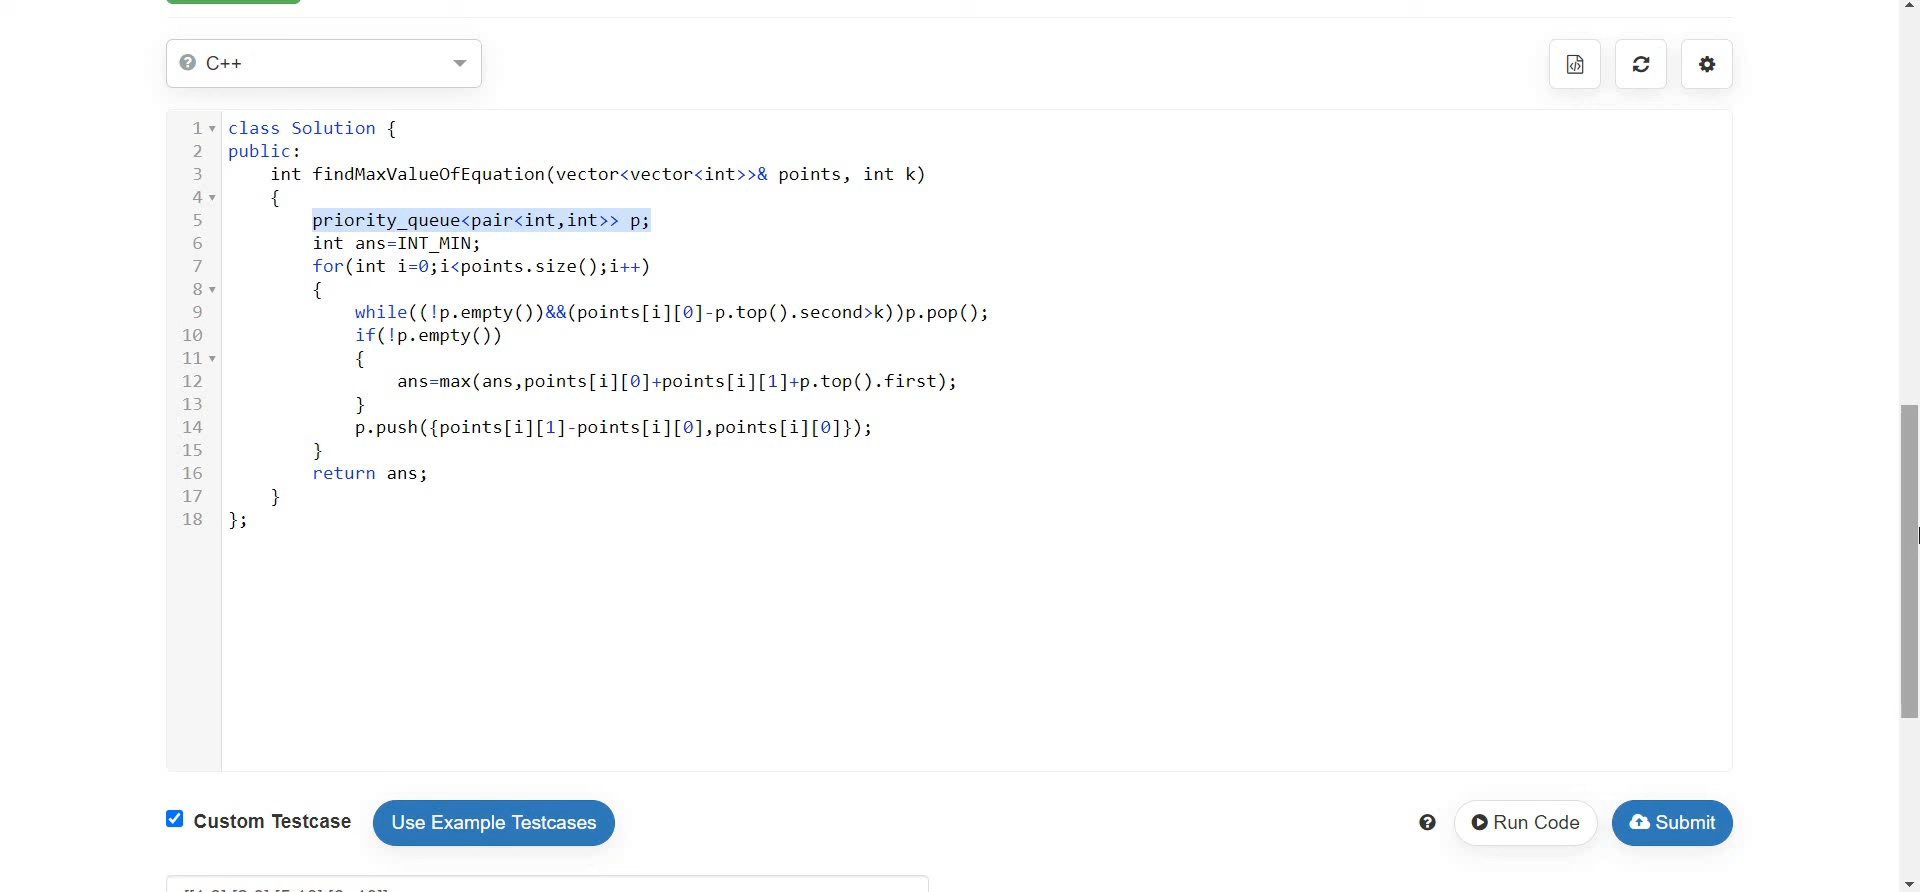 C++
1 class Solution {
2 public:
3 int findMaxValueOfEquation(vector<vector<int>>& points, int k)
4 {
5 priority_queue<pair<int,int>> p;
6 int ans=INT_MIN;
7 for(int i=0;i<points.size();i++)
8 {
9 while((!p.empty())&&(points[i][0]-p.top().second>k))p.pop();
10 if(!p.empty())
11 {
12 ans=max(ans,points[i][0]+points[i][1]+p.top().first);
13 }
14 p.push({points[i][1]-points[i][0],points[i][0]});
15 }
16 return ans;
17 }
18 };
Custom Testcase Use Example Testcases Run Code Submit